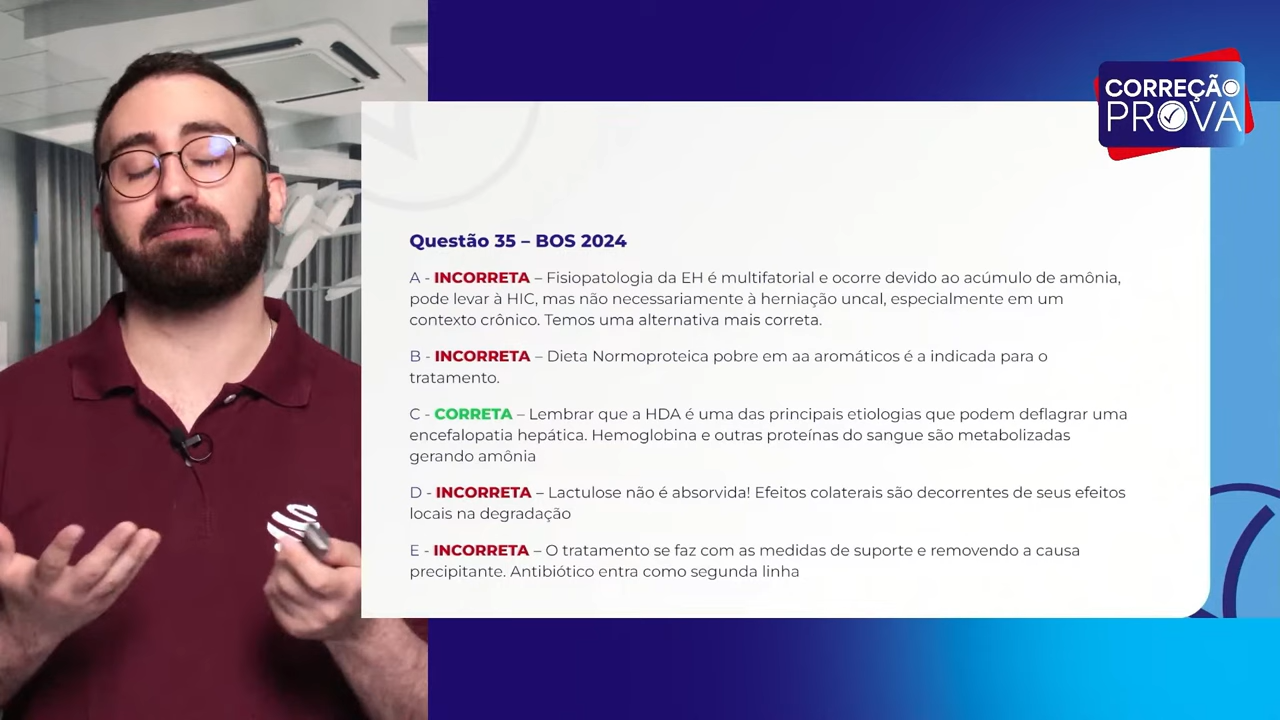 CORREÇÃO
PROVA
Questão 35 – BOS 2024
A - INCORRETA – Fisiopatologia da EH é multifatorial e ocorre devido ao acúmulo de amônia,
pode levar à HIC, mas não necessariamente à herniação uncal, especialmente em um
contexto crônico. Temos uma alternativa mais correta.
B - INCORRETA – Dieta Normoproteica pobre em aa aromáticos é a indicada para o
tratamento.
C - CORRETA – Lembrar que a HDA é uma das principais etiologias que podem deflagrar uma
encefalopatia hepática. Hemoglobina e outras proteínas do sangue são metabolizadas
gerando amônia
D - INCORRETA – Lactulose não é absorvida! Efeitos colaterais são decorrentes de seus efeitos
locais na degradação
E - INCORRETA – O tratamento se faz com as medidas de suporte e removendo a causa
precipitante. Antibiótico entra como segunda linha